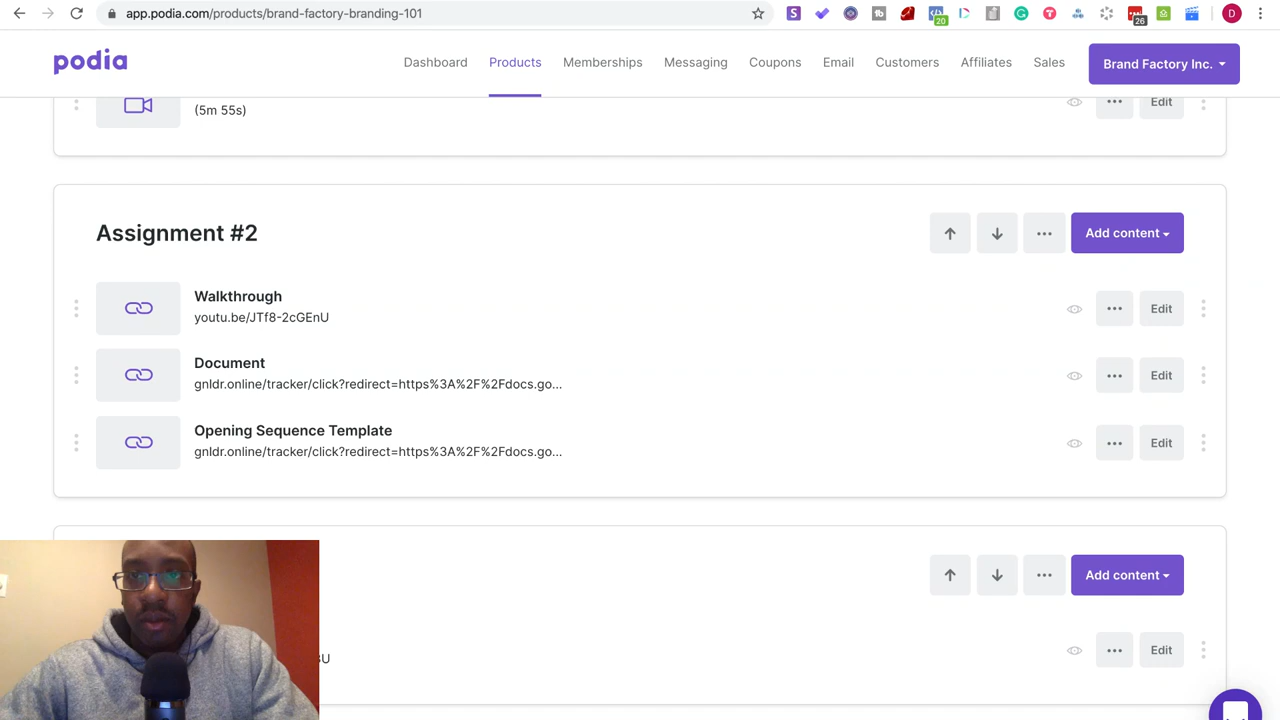 app.podia.com/products/brand-factory-branding-101
20
26
D
podia
Dashboard
Products
Memberships
Messaging
Coupons
Email
Customers
Affiliates
Sales
Brand Factory Inc.
(5m 55s)
Edit
Assignment #2
Add content
Walkthrough
youtu.be/JTf8-2cGEnU
Edit
Document
gnldr.online/tracker/click?redirect=https%3A%2F%2Fdocs.go...
Edit
Opening Sequence Template
gnldr.online/tracker/click?redirect=https%3A%2F%2Fdocs.go...
Edit
Add content
Edit